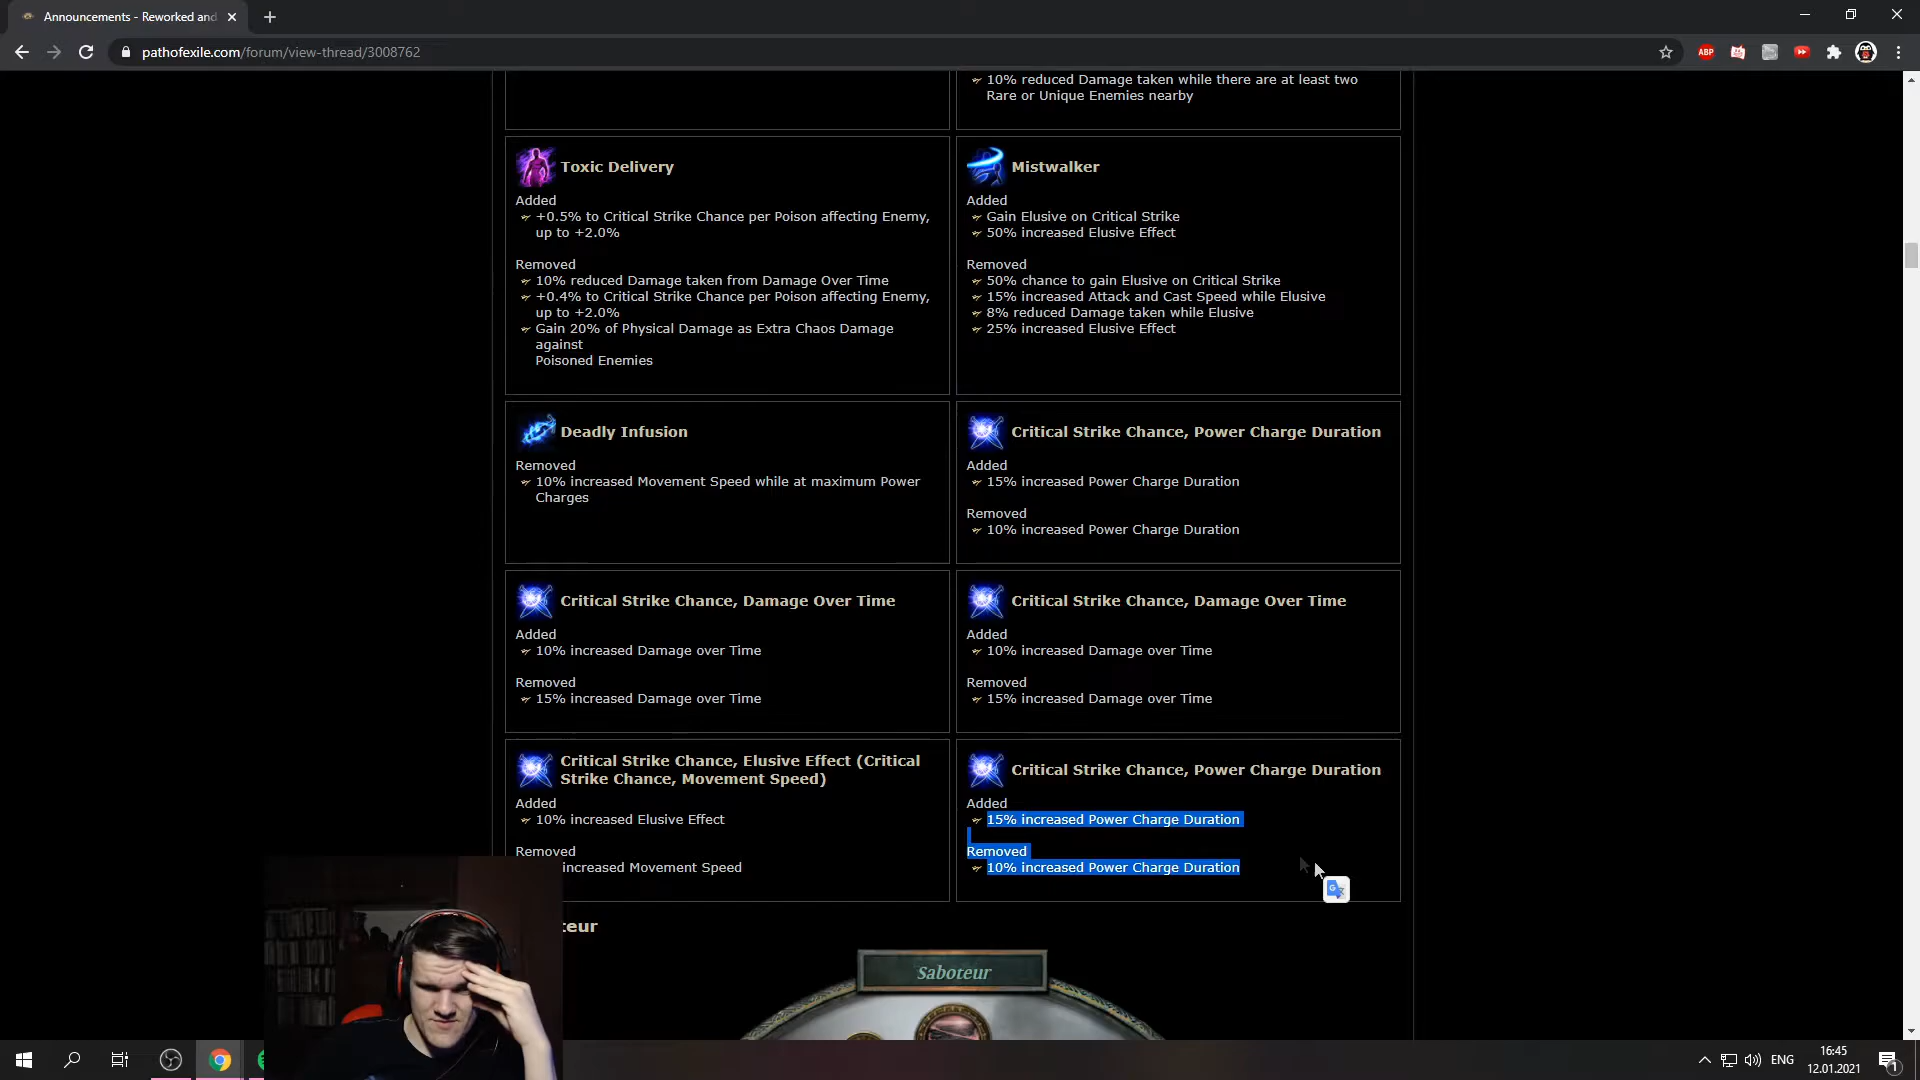 Announcements - Reworked and
pathofexile.com/forum/view-thread/3008762
ABP
10% reduced Damage taken while there are at least two
Rare or Unique Enemies nearby
Toxic Delivery
Added
+0.5% to Critical Strike Chance per Poison affecting Enemy,
up to +2.0%
Removed
10% reduced Damage taken from Damage Over Time
+0.4% to Critical Strike Chance per Poison affecting Enemy,
up to +2.0%
Gain 20% of Physical Damage as Extra Chaos Damage
against
Poisoned Enemies
Mistwalker
Added
Gain Elusive on Critical Strike
50% increased Elusive Effect
Removed
50% chance to gain Elusive on Critical Strike
15% increased Attack and Cast Speed while Elusive
8% reduced Damage taken while Elusive
25% increased Elusive Effect
Deadly Infusion
Removed
10% increased Movement Speed while at maximum Power
Charges
Critical Strike Chance, Power Charge Duration
Added
15% increased Power Charge Duration
Removed
10% increased Power Charge Duration
Critical Strike Chance, Damage Over Time
Added
10% increased Damage over Time
Removed
15% increased Damage over Time
Critical Strike Chance, Damage Over Time
Added
10% increased Damage over Time
Removed
15% increased Damage over Time
Critical Strike Chance, Elusive Effect (Critical
Strike Chance, Movement Speed)
Added
10% increased Elusive Effect
Removed
increased Movement Speed
Critical Strike Chance, Power Charge Duration
Added
15% increased Power Charge Duration
Removed
10% increased Power Charge Duration
teur
Saboteur
ENG
16:45
12.01.2021
1